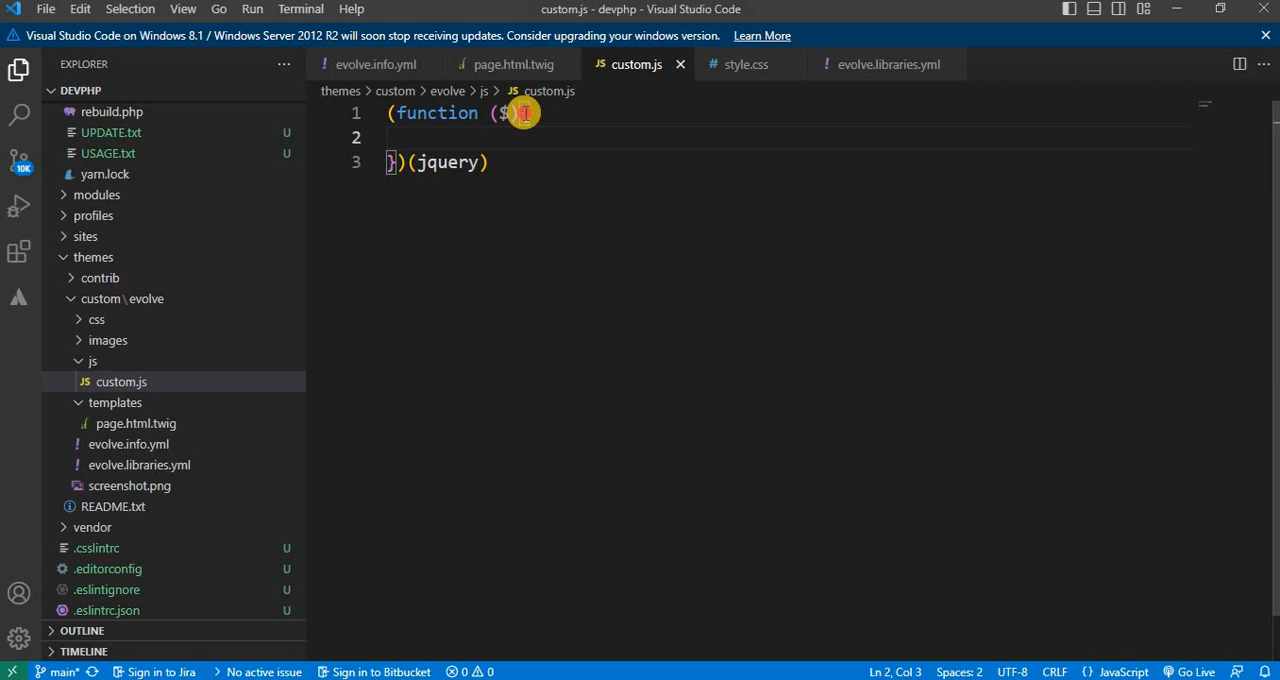 File Edit Selection View Go Run Terminal Help custom.js - devphp - Visual Studio Code
Visual Studio Code on Windows 8.1 / Windows Server 2012 R2 will soon stop receiving updates. Consider upgrading your windows version. Learn More
EXPLORER
DEVPHP
rebuild.php
UPDATE.txt U
USAGE.txt U
yarn.lock
modules
profiles
sites
themes
contrib
custom\evolve
css
images
js
JS custom.js
templates
page.html.twig
! evolve.info.yml
! evolve.libraries.yml
screenshot.png
README.txt
vendor
.csslintrc U
.editorconfig U
.eslintignore U
.eslintrc.json U
OUTLINE
TIMELINE
10K
! evolve.info.yml page.html.twig JS custom.js # style.css ! evolve.libraries.yml
themes > custom > evolve > js > JS custom.js
1 (function ($)
2
3 })(jquery)
main* Sign in to Jira No active issue Sign in to Bitbucket 0 0 Ln 2, Col 3 Spaces: 2 UTF-8 CRLF {} JavaScript Go Live